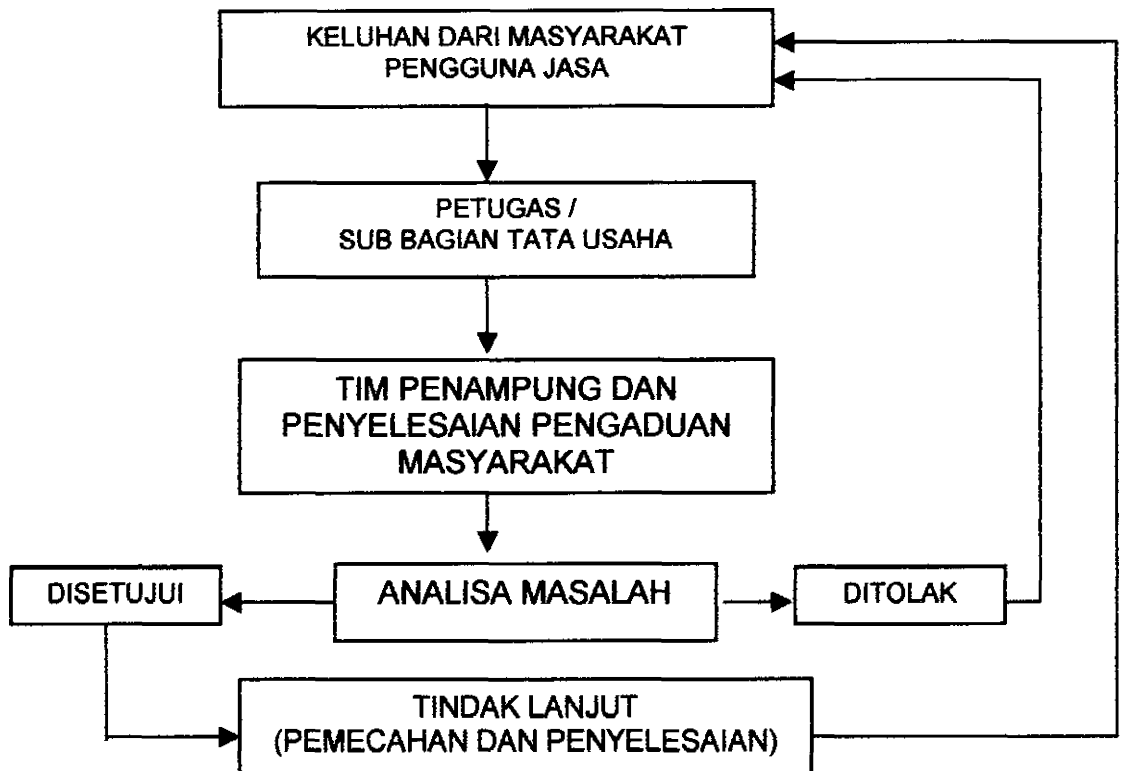 KELUHAN DARI MASYARAKAT
PENGGUNA JASA
PETUGAS /
SUB BAGIAN TATA USAHA
TIM PENAMPUNG DAN
PENYELESAIAN PENGADUAN
MASYARAKAT
DISETUJUI
ANALISA MASALAH
DITOLAK
TINDAK LANJUT
(PEMECAHAN DAN PENYELESAIAN)